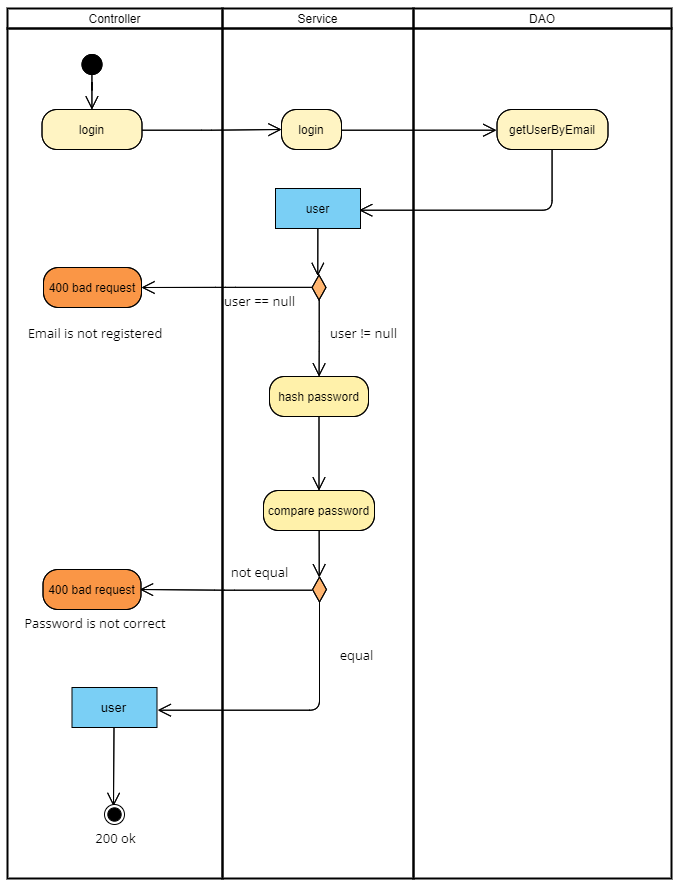 Controller
Service
DAO
login
login
getUserByEmail
user
400 bad request
user == null
Email is not registered
user != null
hash password
compare password
not equal
400 bad request
Password is not correct
equal
user
200 ok